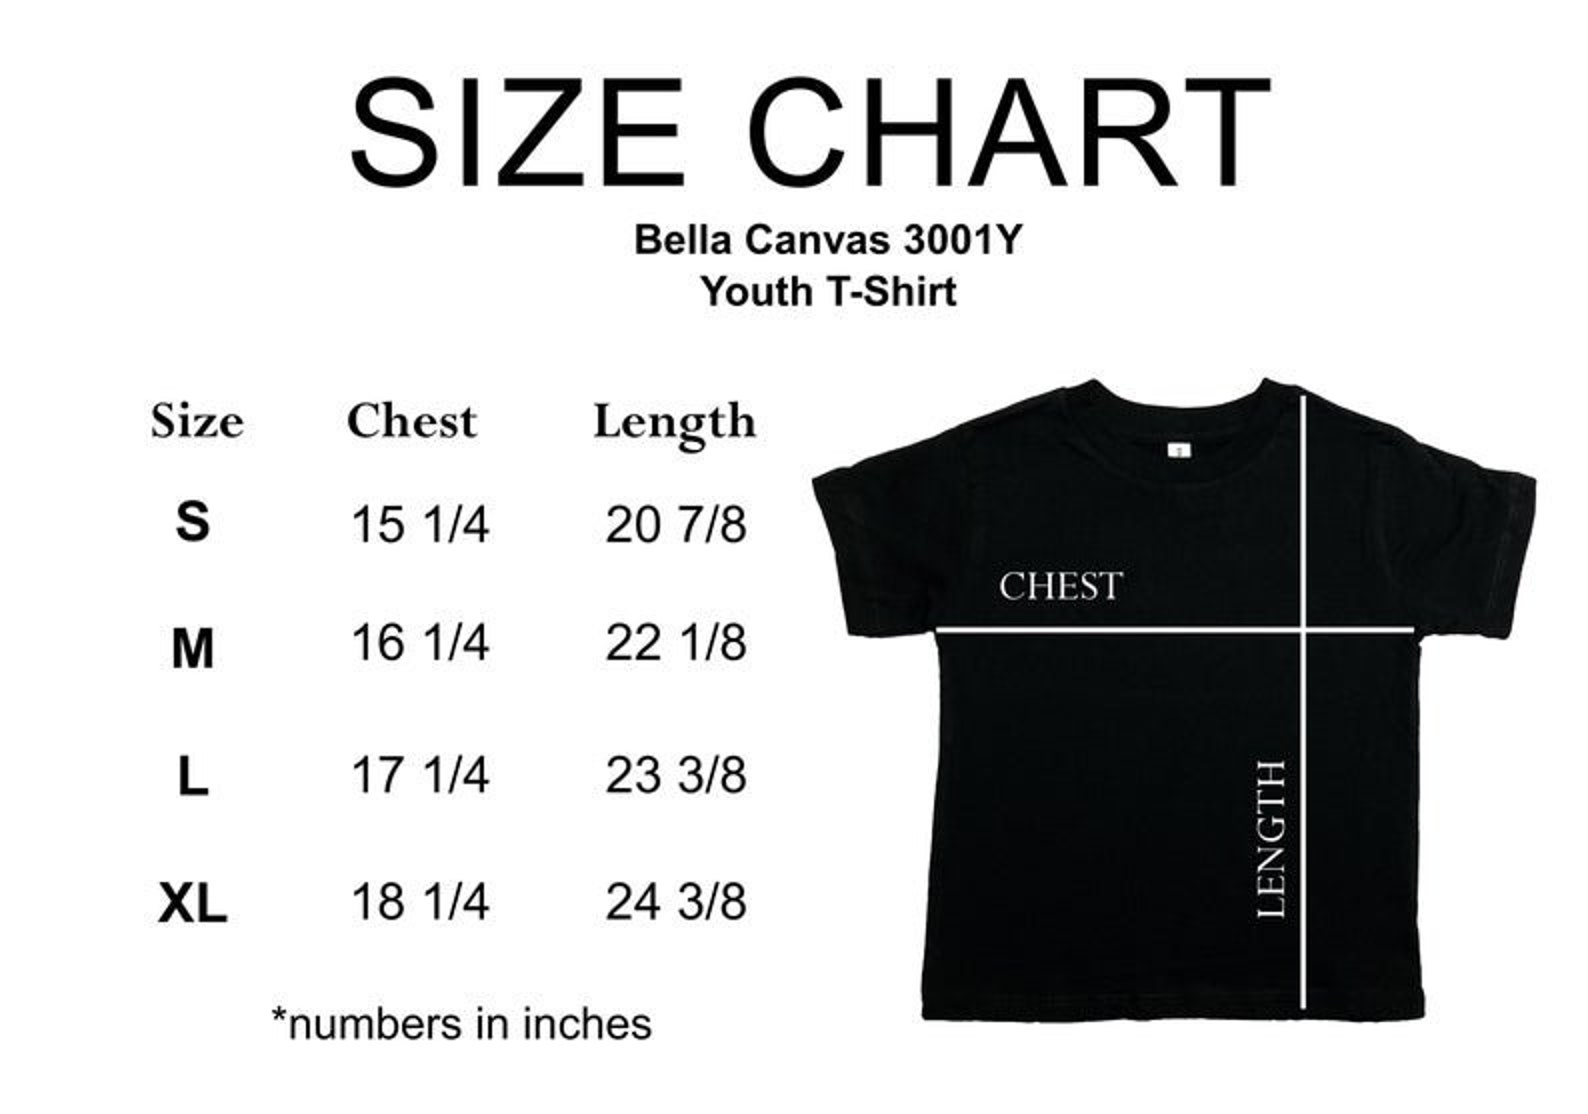 SIZE CHART
Bella Canvas 3001Y
Youth T-Shirt
Size Chest Length
S 15 1/4 20 7/8
M 16 1/4 22 1/8
L 17 1/4 23 3/8
XL 18 1/4 24 3/8
*numbers in inches
CHEST
LENGTH